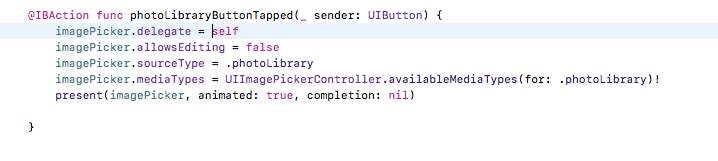 @IBAction func photoLibraryButtonTapped(_ sender: UIButton) {
imagePicker.delegate = self
imagePicker.allowsEditing = false
imagePicker.sourceType = .photoLibrary
imagePicker.mediaTypes = UIImagePickerController.availableMediaTypes(for: .photoLibrary)!
present(imagePicker, animated: true, completion: nil)
}